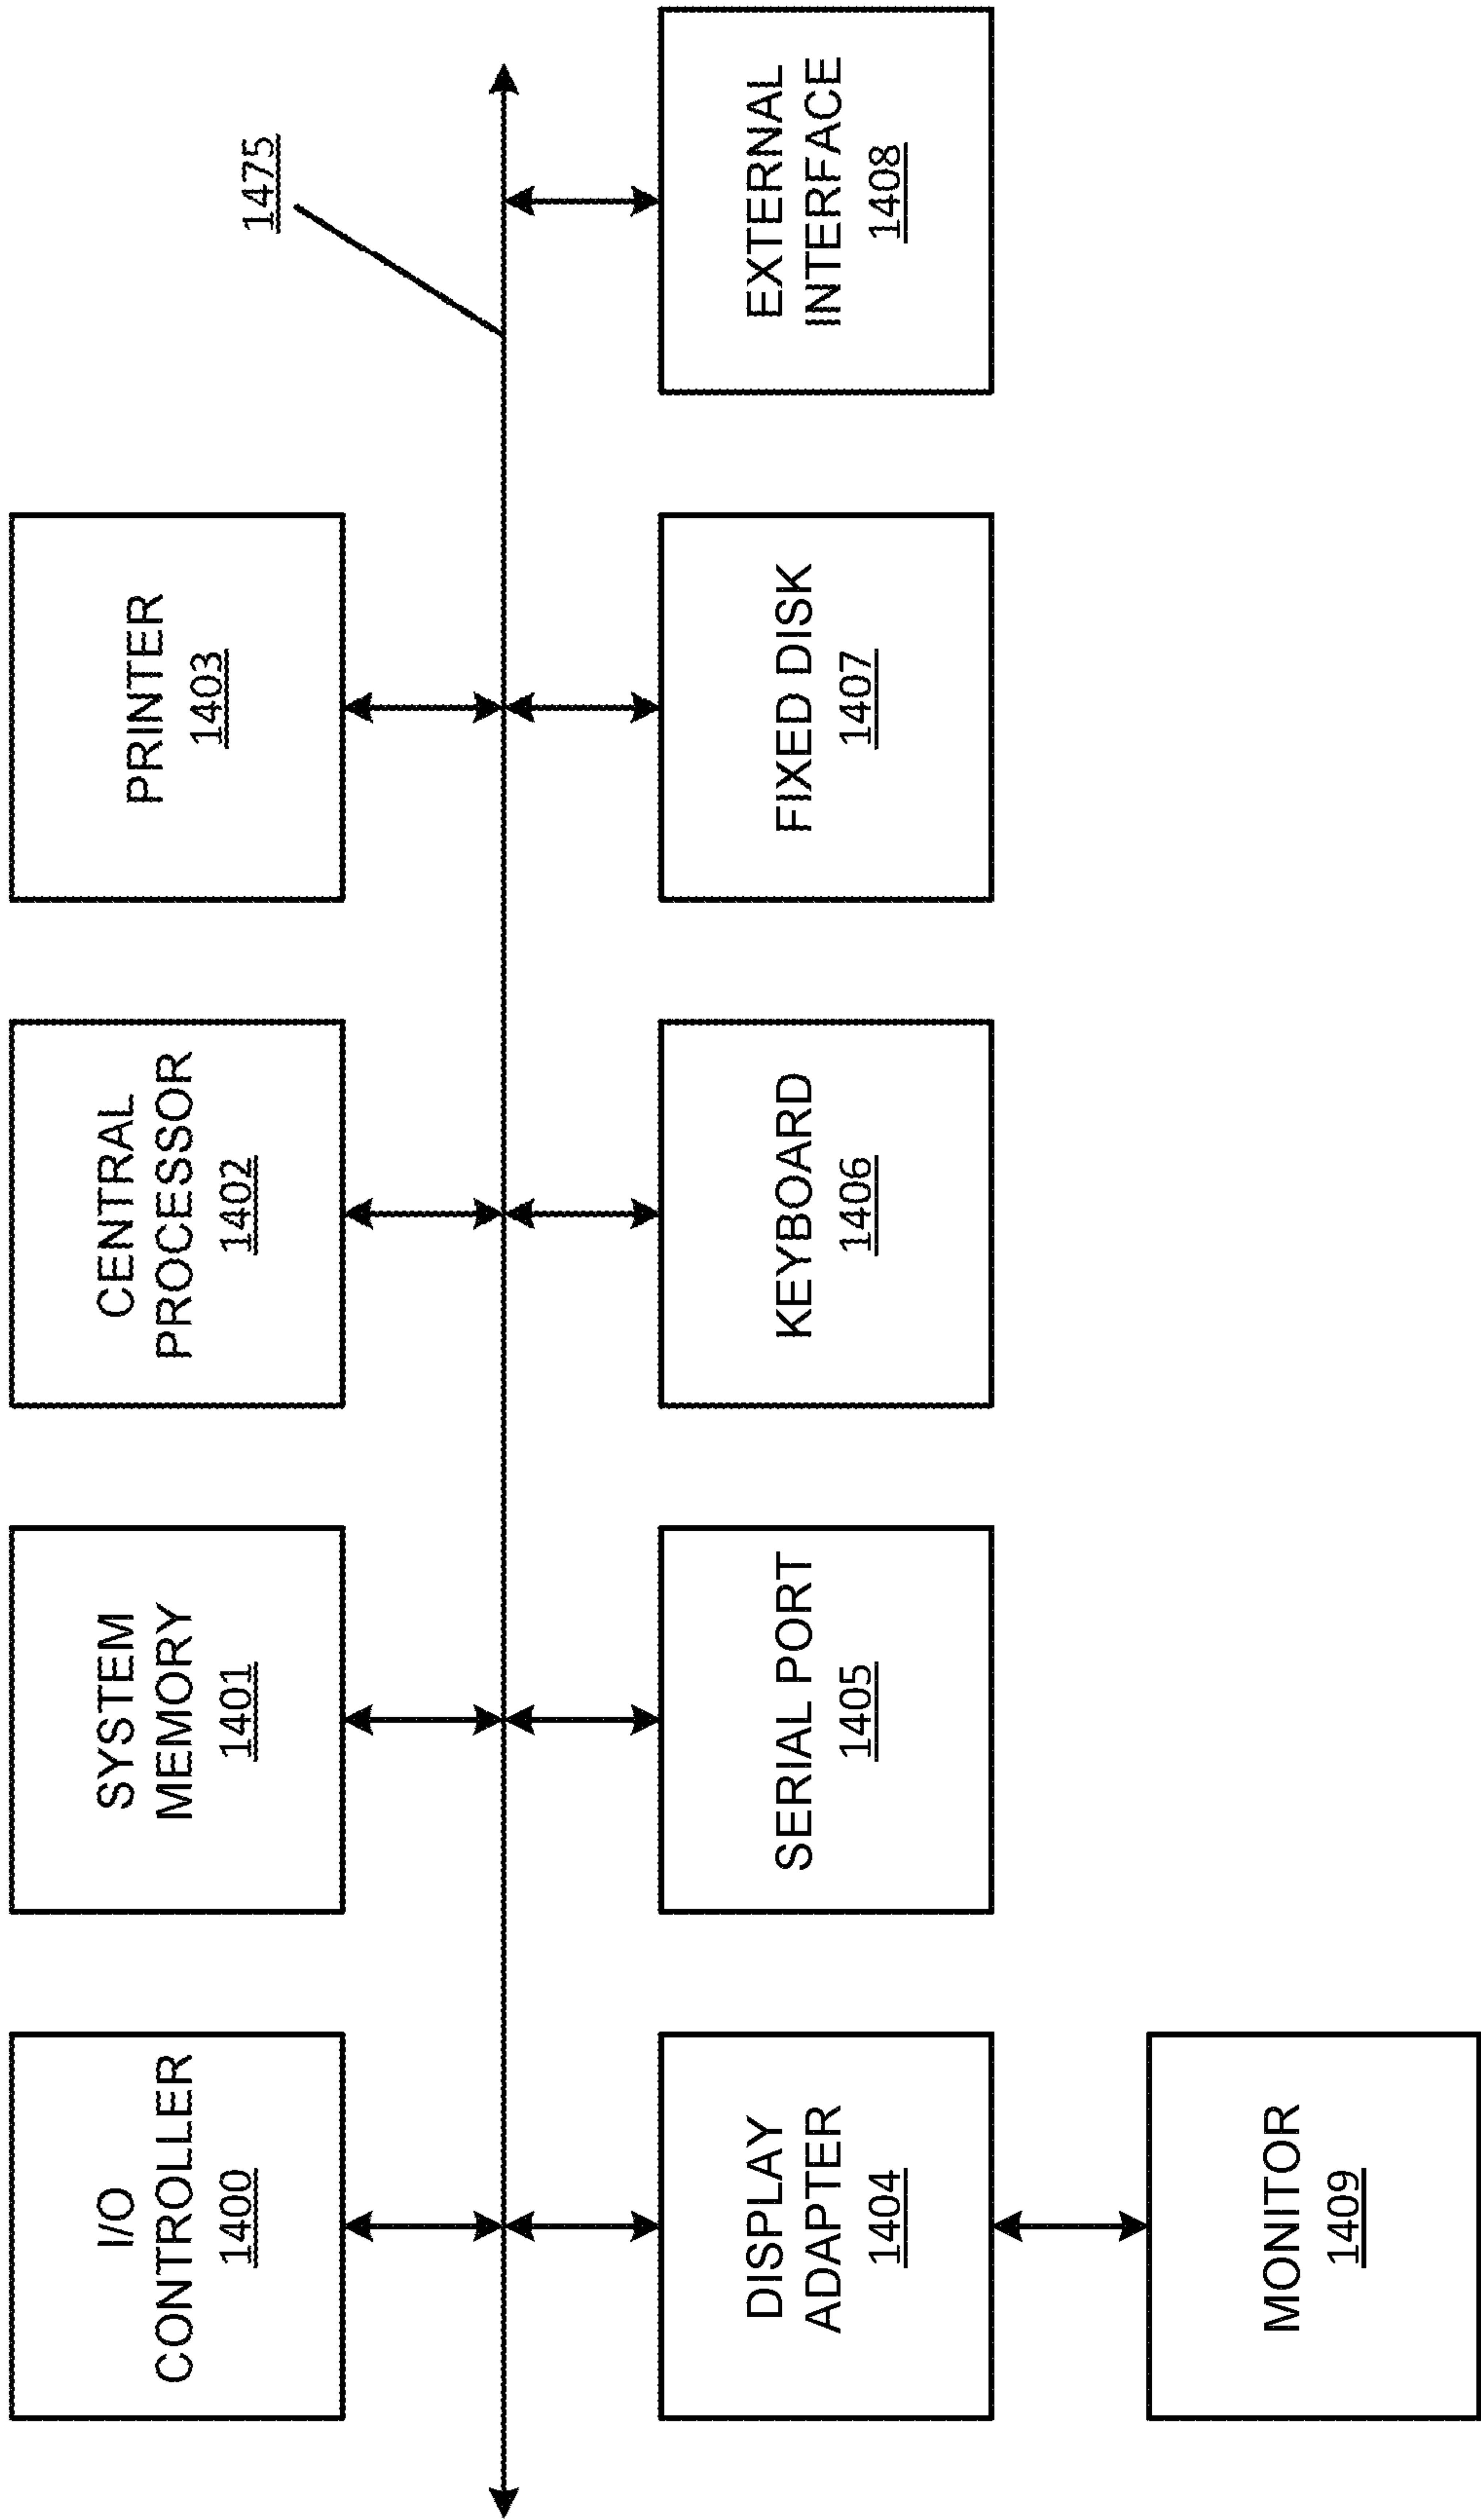 I/O
CONTROLLER
1400
SYSTEM
MEMORY
1401
CENTRAL
PROCESSOR
1402
PRINTER
1403
1475
DISPLAY
ADAPTER
1404
SERIAL PORT
1405
KEYBOARD
1406
FIXED DISK
1407
EXTERNAL
INTERFACE
1408
MONITOR
1409